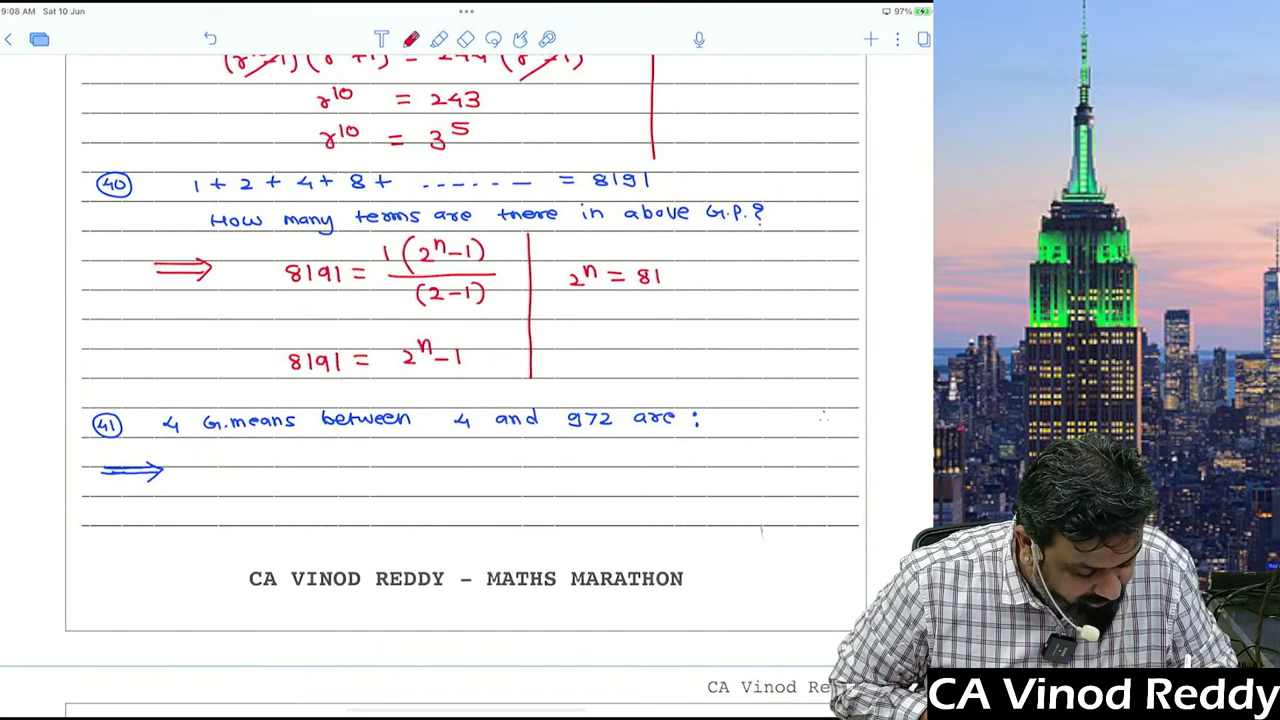 9:08 AM Sat 10 Jun
97%
= 244
r¹⁰ = 243
r¹⁰ = 3⁵
40 1 + 2 + 4 + 8 + ....... = 8191
How many terms are there in above G.P.?
⇒ 8191 = 1(2ⁿ-1) / (2-1)
2ⁿ = 81
8191 = 2ⁿ-1
41 4 G.means between 4 and 972 are :
⇒
CA VINOD REDDY - MATHS MARATHON
CA Vinod Re
CA Vinod Reddy